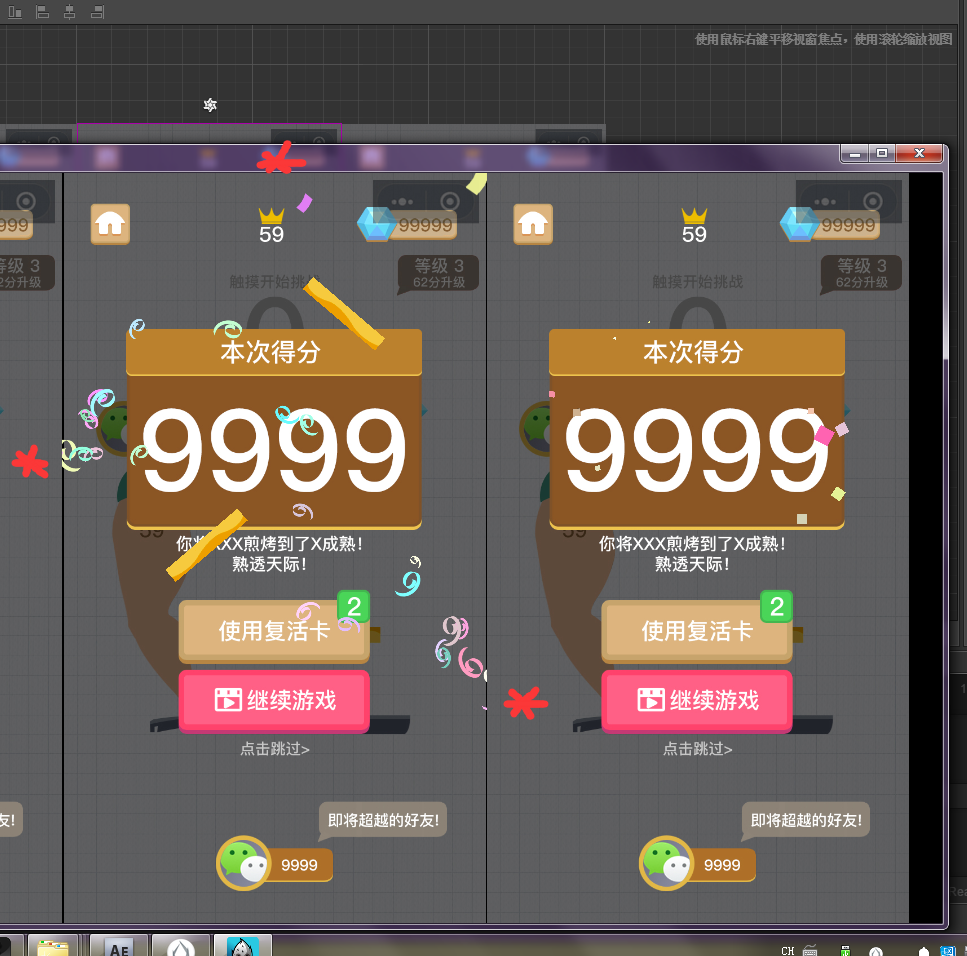 使用鼠标右键平移视窗焦点，使用滚轮缩放视图
999
59
99999
59
99999
等级 3
2分升级
触摸开始挑战
等级 3
62分升级
触摸开始挑战
等级 3
62分升级
0
0
本次得分
本次得分
9999
9999
59
59
你将XXX煎烤到了X成熟!
熟透天际!
你将XXX煎烤到了X成熟!
熟透天际!
2
使用复活卡
2
使用复活卡
继续游戏
继续游戏
点击跳过>
点击跳过>
友!
即将超越的好友!
即将超越的好友!
9999
9999
AE
CH